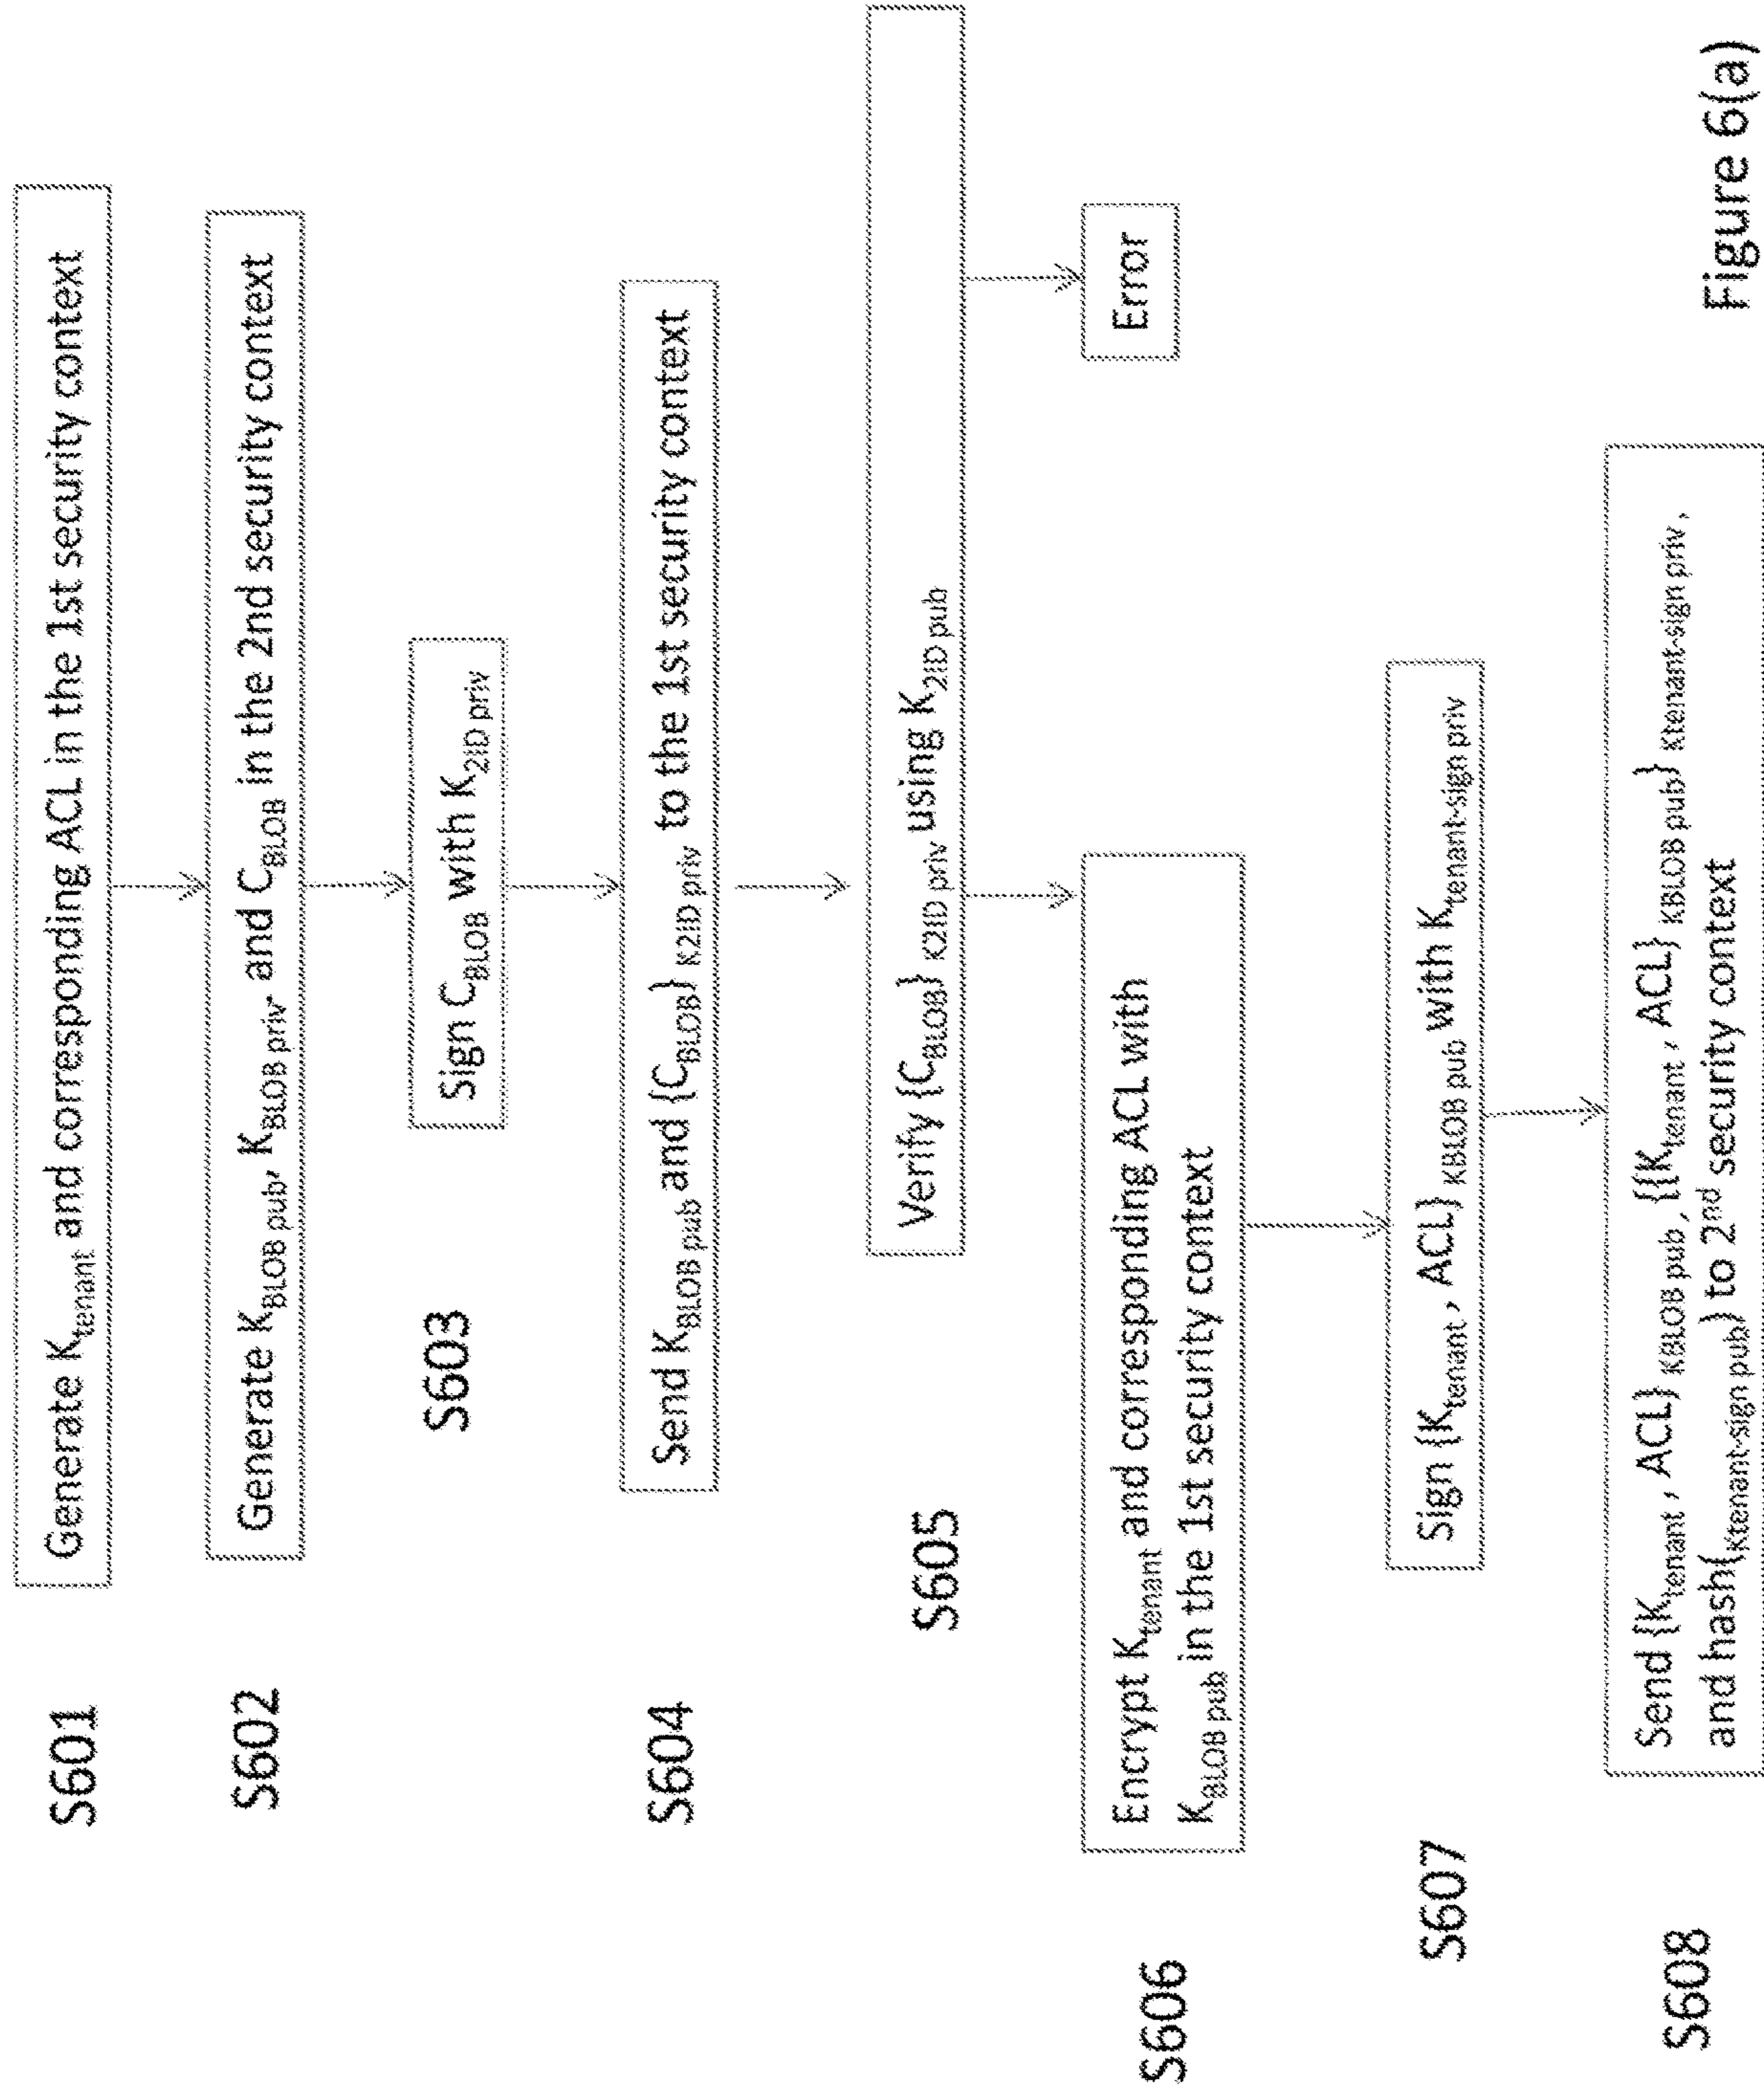 S601
Generate K_tenant and corresponding ACL in the 1st security context
S602
Generate K_BLOB pub, K_BLOB priv, and C_BLOB in the 2nd security context
S603
Sign C_BLOB with K_2ID priv
S604
Send K_BLOB pub and {C_BLOB} K2ID priv to the 1st security context
S605
Verify {C_BLOB} K2ID priv using K_2ID pub
Error
S606
Encrypt K_tenant and corresponding ACL with
K_BLOB pub in the 1st security context
S607
Sign {K_tenant, ACL} KBLOB pub with K_tenant-sign priv
S608
Send {K_tenant, ACL} KBLOB pub, {{K_tenant, ACL} KBLOB pub} Ktenant-sign priv,
and hash(Ktenant-sign pub) to 2nd security context
Figure 6(a)